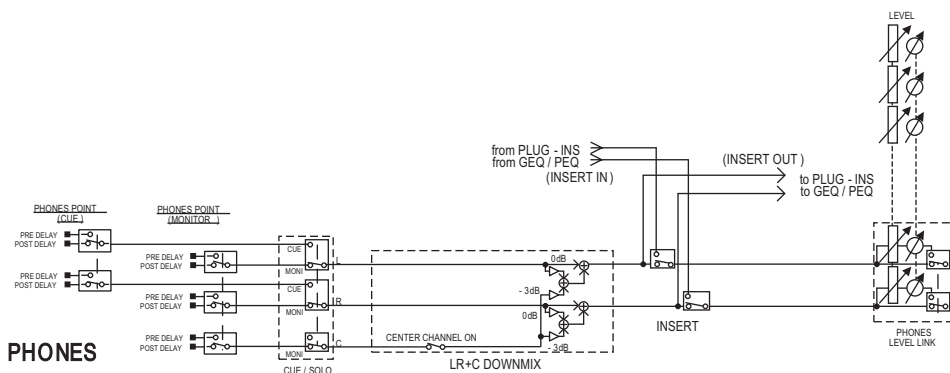 LEVEL
from PLUG - INS
from GEQ / PEQ
(INSERT IN )
(INSERT OUT )
to PLUG - INS
to GEQ / PEQ
PHONES POINT
(CUE )
PHONES POINT
(MONITOR )
PRE DELAY
POST DELAY
CUE
PRE DELAY
POST DELAY
MONI
L
0dB
PRE DELAY
POST DELAY
CUE
- 3dB
PRE DELAY
POST DELAY
MONI
R
0dB
INSERT
PHONES
LEVEL LINK
PRE DELAY
POST DELAY
MONI
C
CENTER CHANNEL ON
- 3dB
PHONES
CUE / SOLO
LR+C DOWNMIX